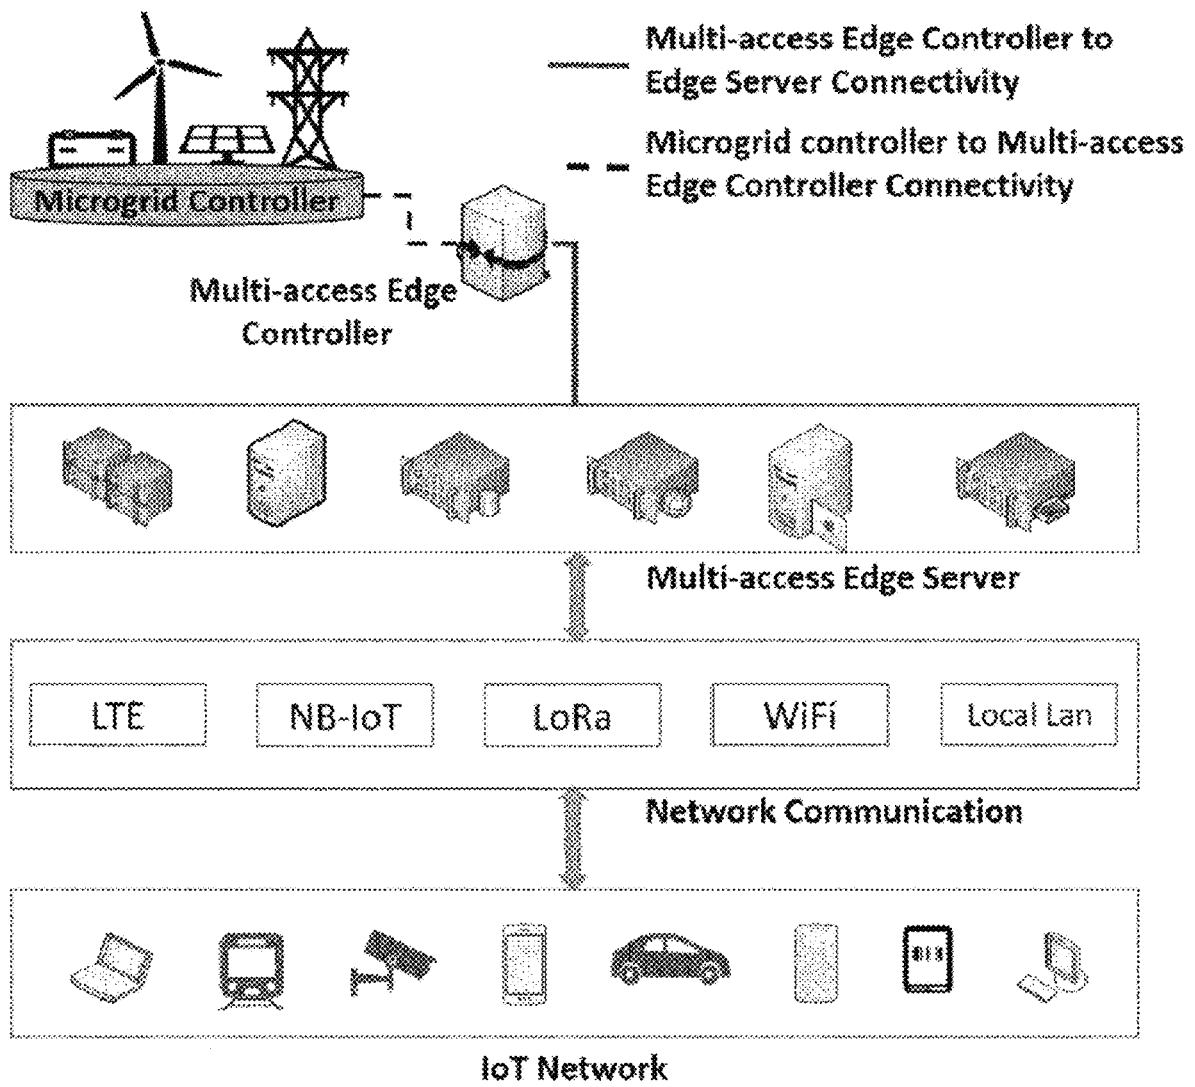 Multi-access Edge Controller to
Edge Server Connectivity
Microgrid controller to Multi-access
Edge Controller Connectivity
Microgrid Controller
Multi-access Edge
Controller
Multi-access Edge Server
LTE
NB-IoT
LoRa
WiFi
Local Lan
Network Communication
IoT Network